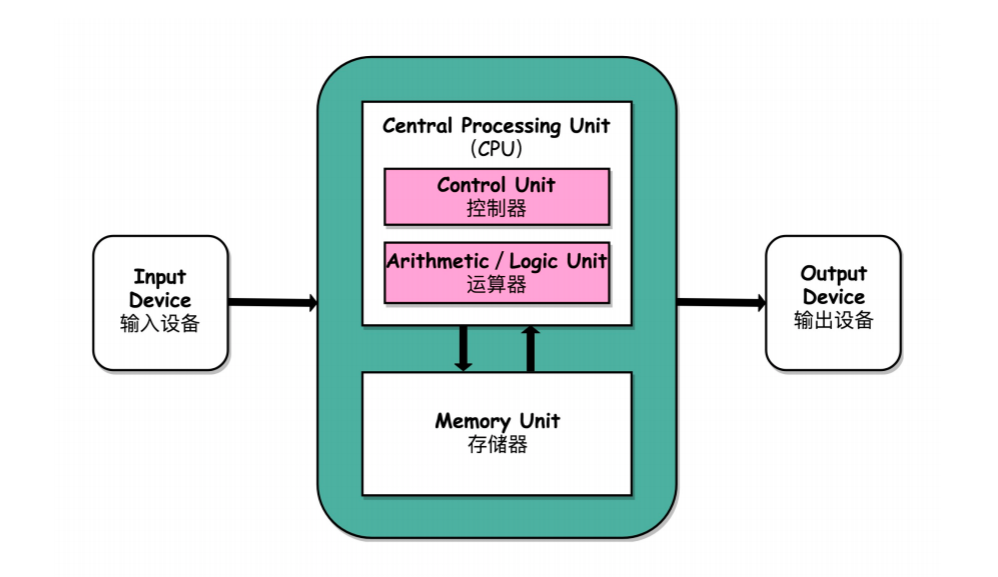 Central Processing Unit
（CPU）
Control Unit
控制器
Arithmetic / Logic Unit
运算器
Input
Device
输入设备
Output
Device
输出设备
Memory Unit
存储器